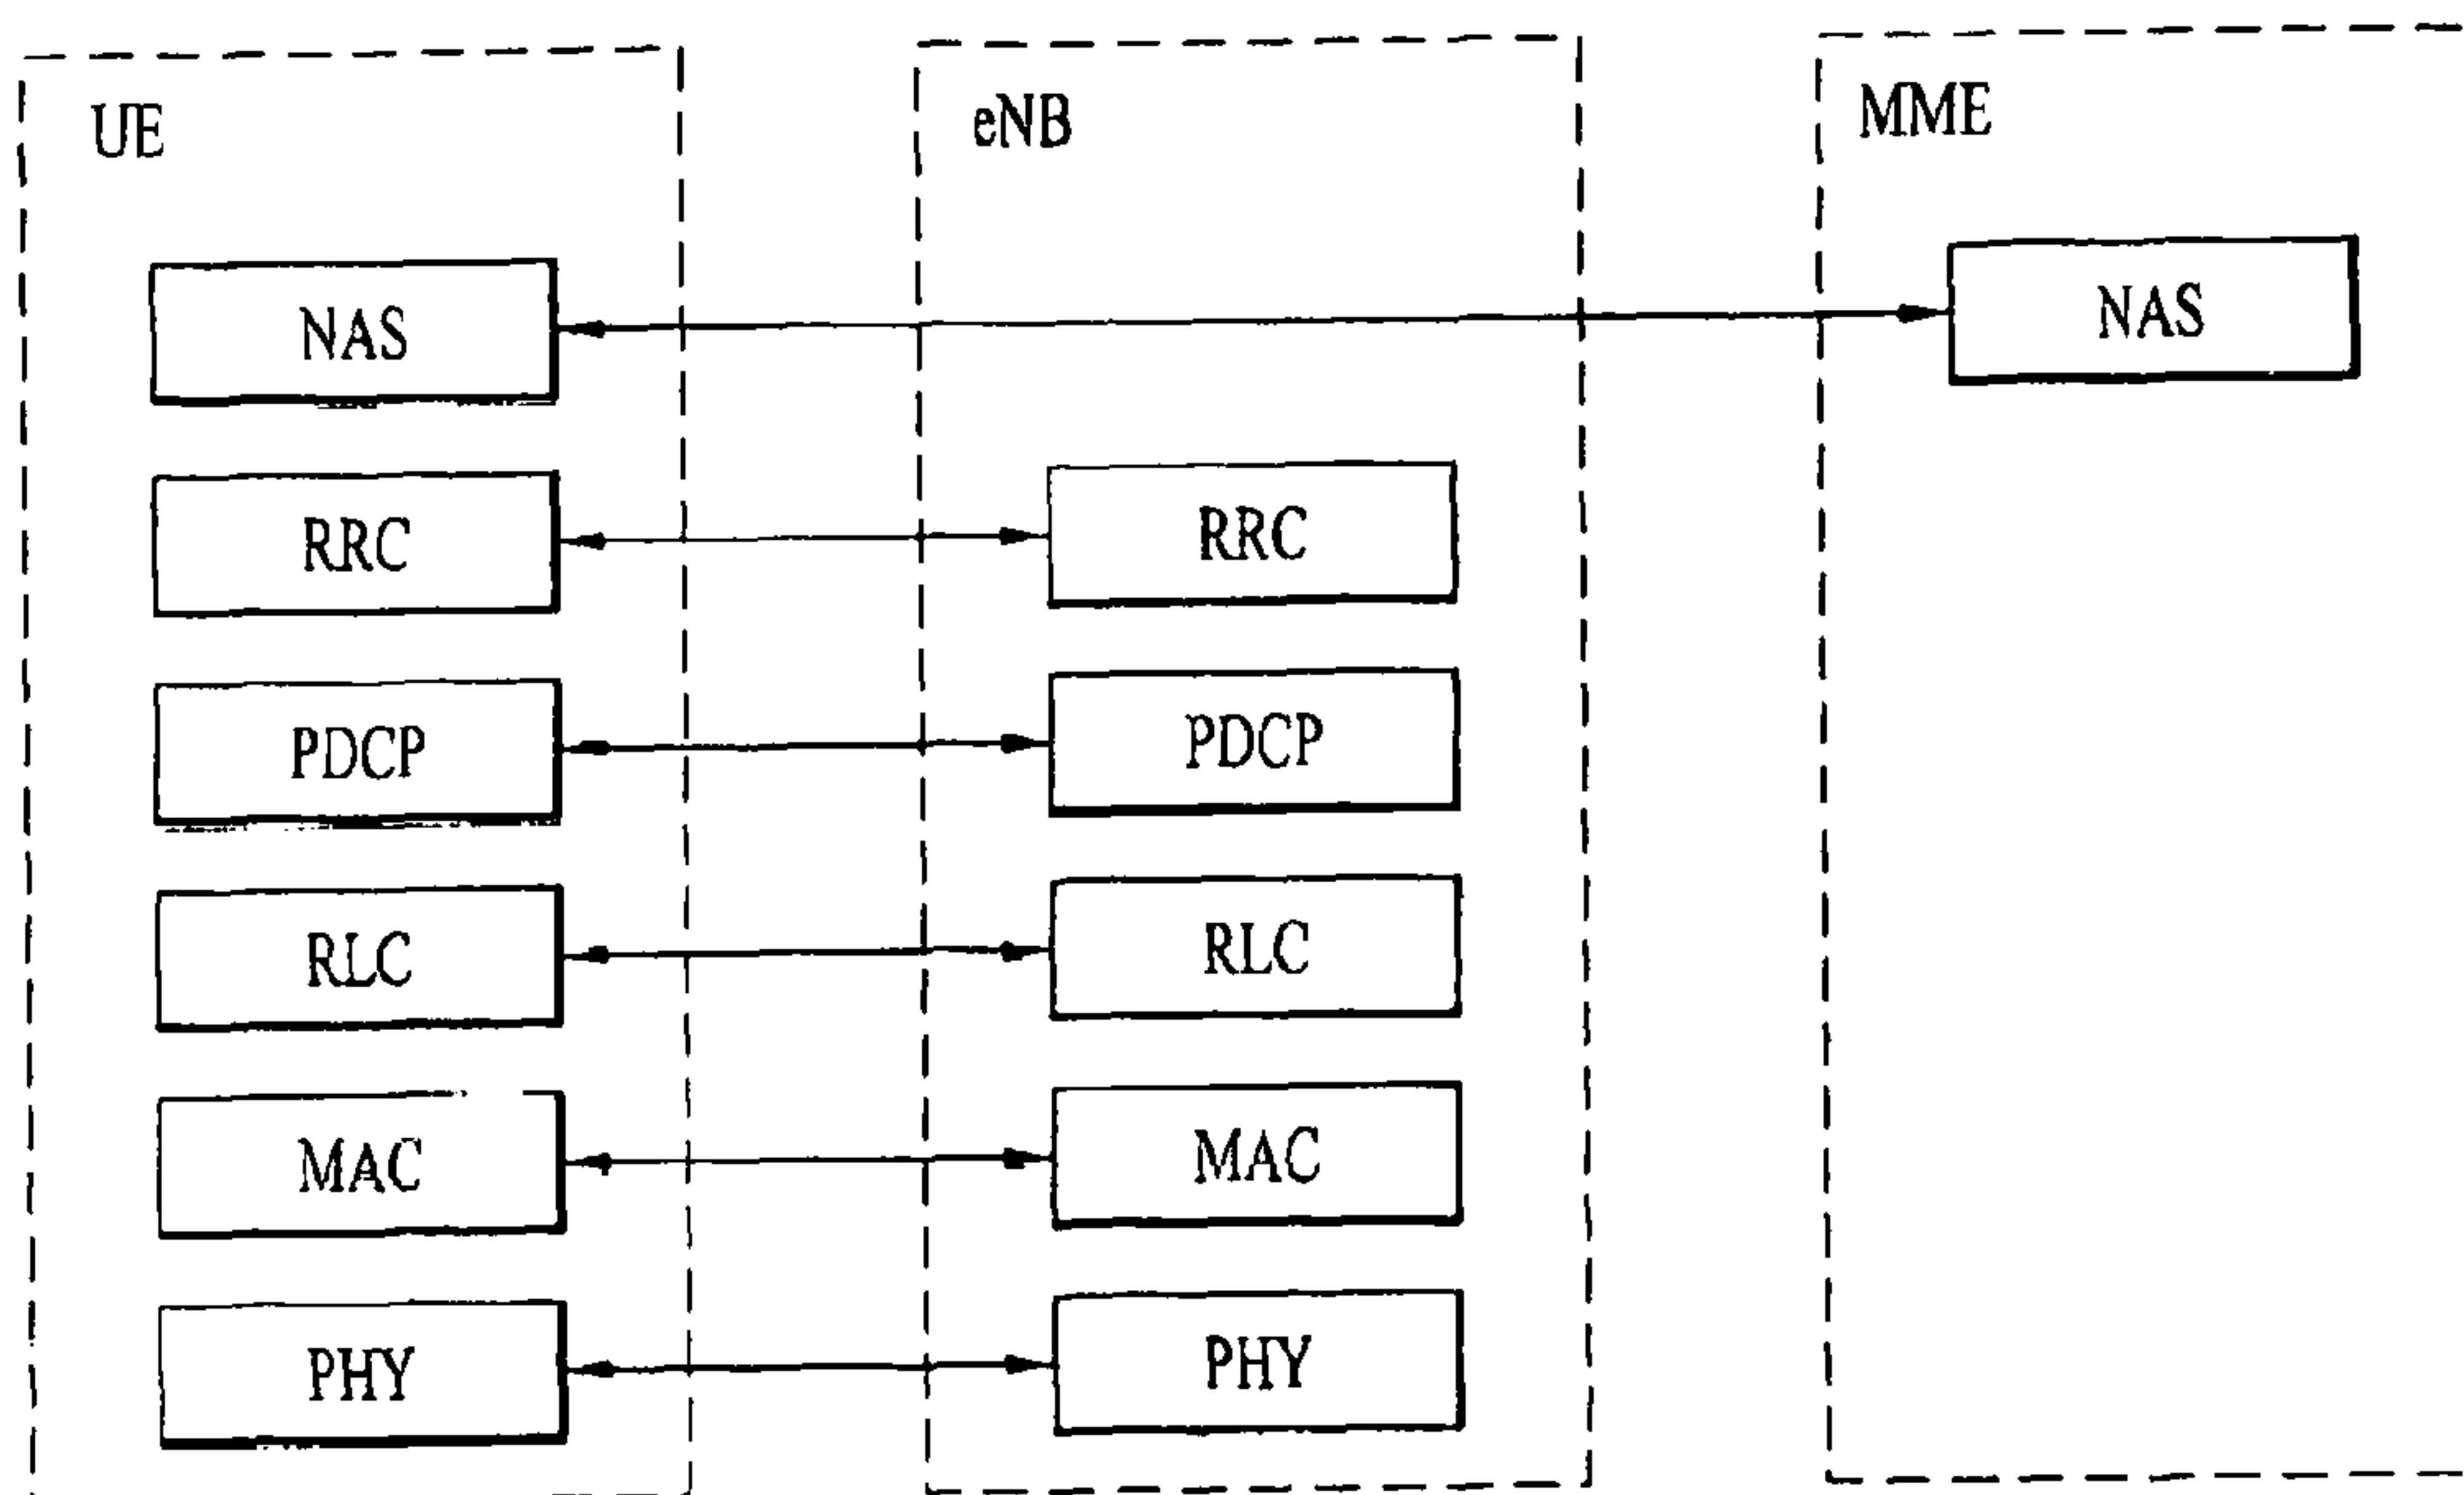 UE
eNB
MME
NAS
NAS
RRC
RRC
PDCP
PDCP
RLC
RLC
MAC
MAC
PHY
PHY